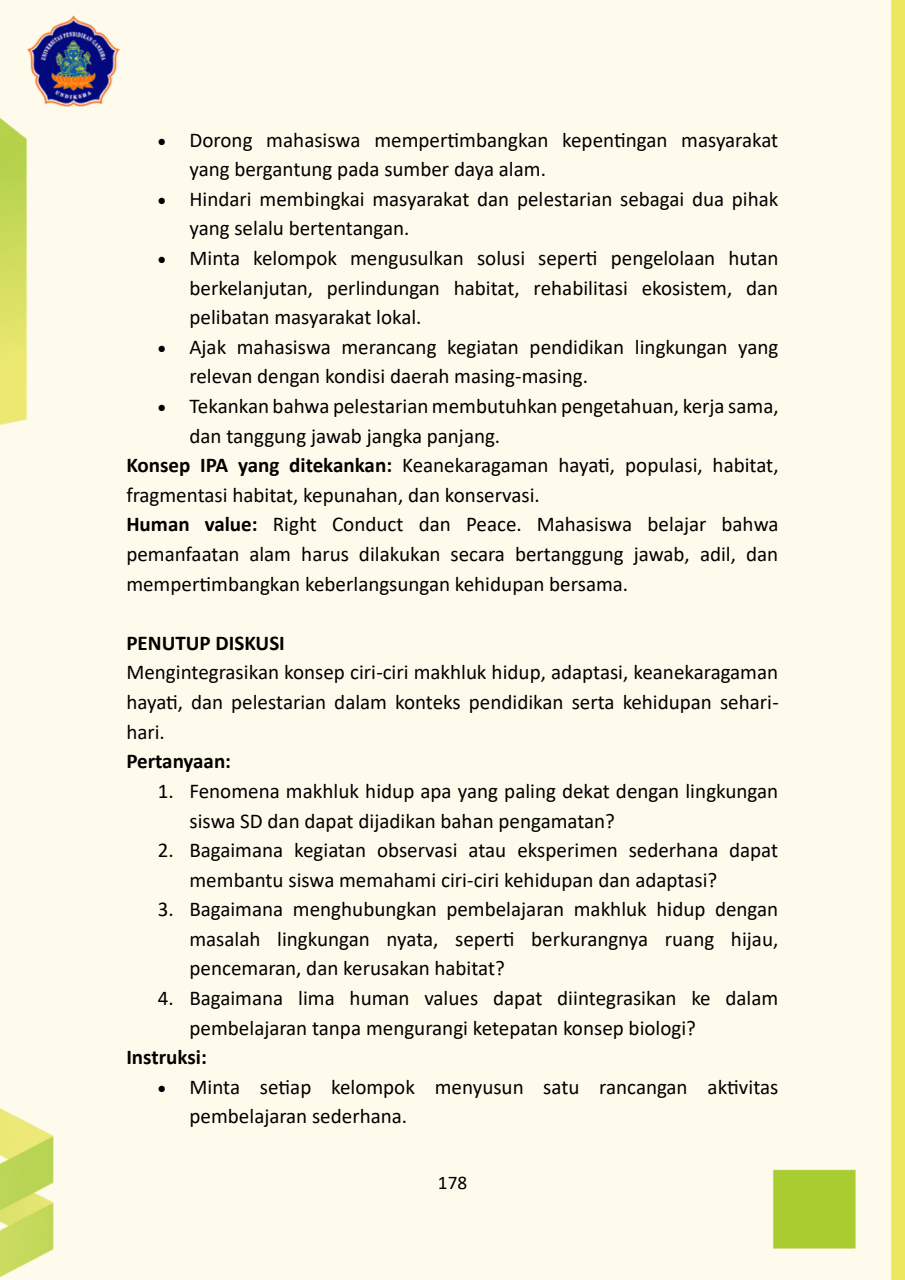 UNIVERSITAS PENDIDIKAN GANESHA
UNDIKSHA
• Dorong mahasiswa mempertimbangkan kepentingan masyarakat
yang bergantung pada sumber daya alam.
• Hindari membingkai masyarakat dan pelestarian sebagai dua pihak
yang selalu bertentangan.
• Minta kelompok mengusulkan solusi seperti pengelolaan hutan
berkelanjutan, perlindungan habitat, rehabilitasi ekosistem, dan
pelibatan masyarakat lokal.
• Ajak mahasiswa merancang kegiatan pendidikan lingkungan yang
relevan dengan kondisi daerah masing-masing.
• Tekankan bahwa pelestarian membutuhkan pengetahuan, kerja sama,
dan tanggung jawab jangka panjang.
Konsep IPA yang ditekankan: Keanekaragaman hayati, populasi, habitat,
fragmentasi habitat, kepunahan, dan konservasi.
Human value: Right Conduct dan Peace. Mahasiswa belajar bahwa
pemanfaatan alam harus dilakukan secara bertanggung jawab, adil, dan
mempertimbangkan keberlangsungan kehidupan bersama.
PENUTUP DISKUSI
Mengintegrasikan konsep ciri-ciri makhluk hidup, adaptasi, keanekaragaman
hayati, dan pelestarian dalam konteks pendidikan serta kehidupan sehari-
hari.
Pertanyaan:
1. Fenomena makhluk hidup apa yang paling dekat dengan lingkungan
siswa SD dan dapat dijadikan bahan pengamatan?
2. Bagaimana kegiatan observasi atau eksperimen sederhana dapat
membantu siswa memahami ciri-ciri kehidupan dan adaptasi?
3. Bagaimana menghubungkan pembelajaran makhluk hidup dengan
masalah lingkungan nyata, seperti berkurangnya ruang hijau,
pencemaran, dan kerusakan habitat?
4. Bagaimana lima human values dapat diintegrasikan ke dalam
pembelajaran tanpa mengurangi ketepatan konsep biologi?
Instruksi:
• Minta setiap kelompok menyusun satu rancangan aktivitas
pembelajaran sederhana.
178